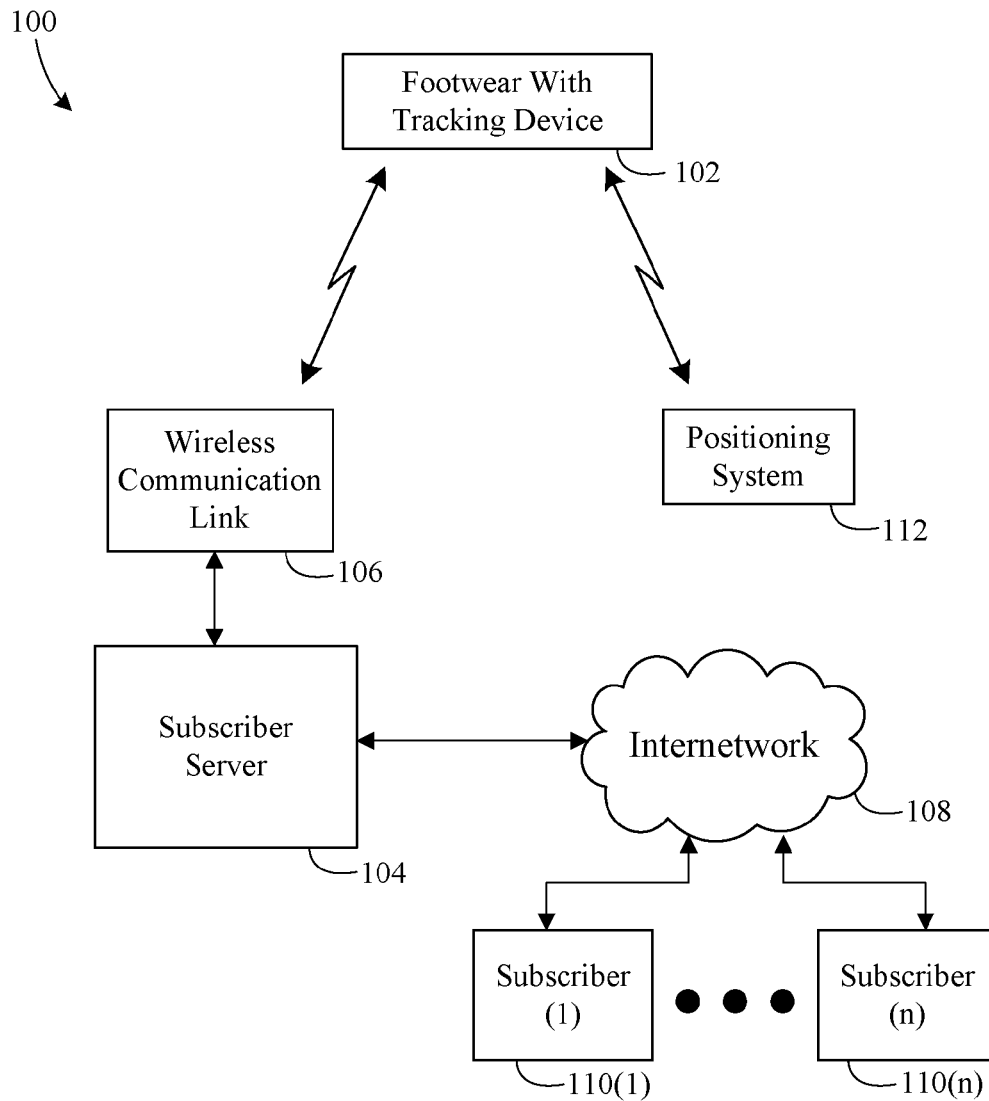 100
Footwear With
Tracking Device
102
Wireless
Communication
Link
106
Positioning
System
112
Subscriber
Server
104
Internetwork
108
Subscriber
(1)
110(1)
Subscriber
(n)
110(n)